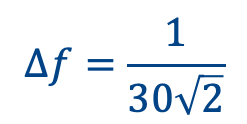 Δf = 1/(30√2)